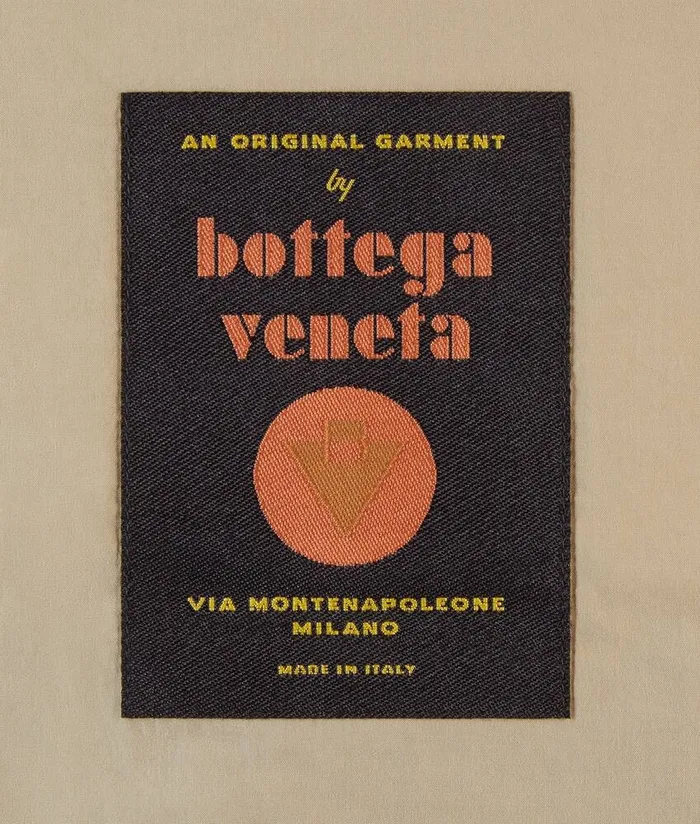 AN ORIGINAL GARMENT
by
bottega
veneta
VIA MONTENAPOLEONE
MILANO
MADE IN ITALY